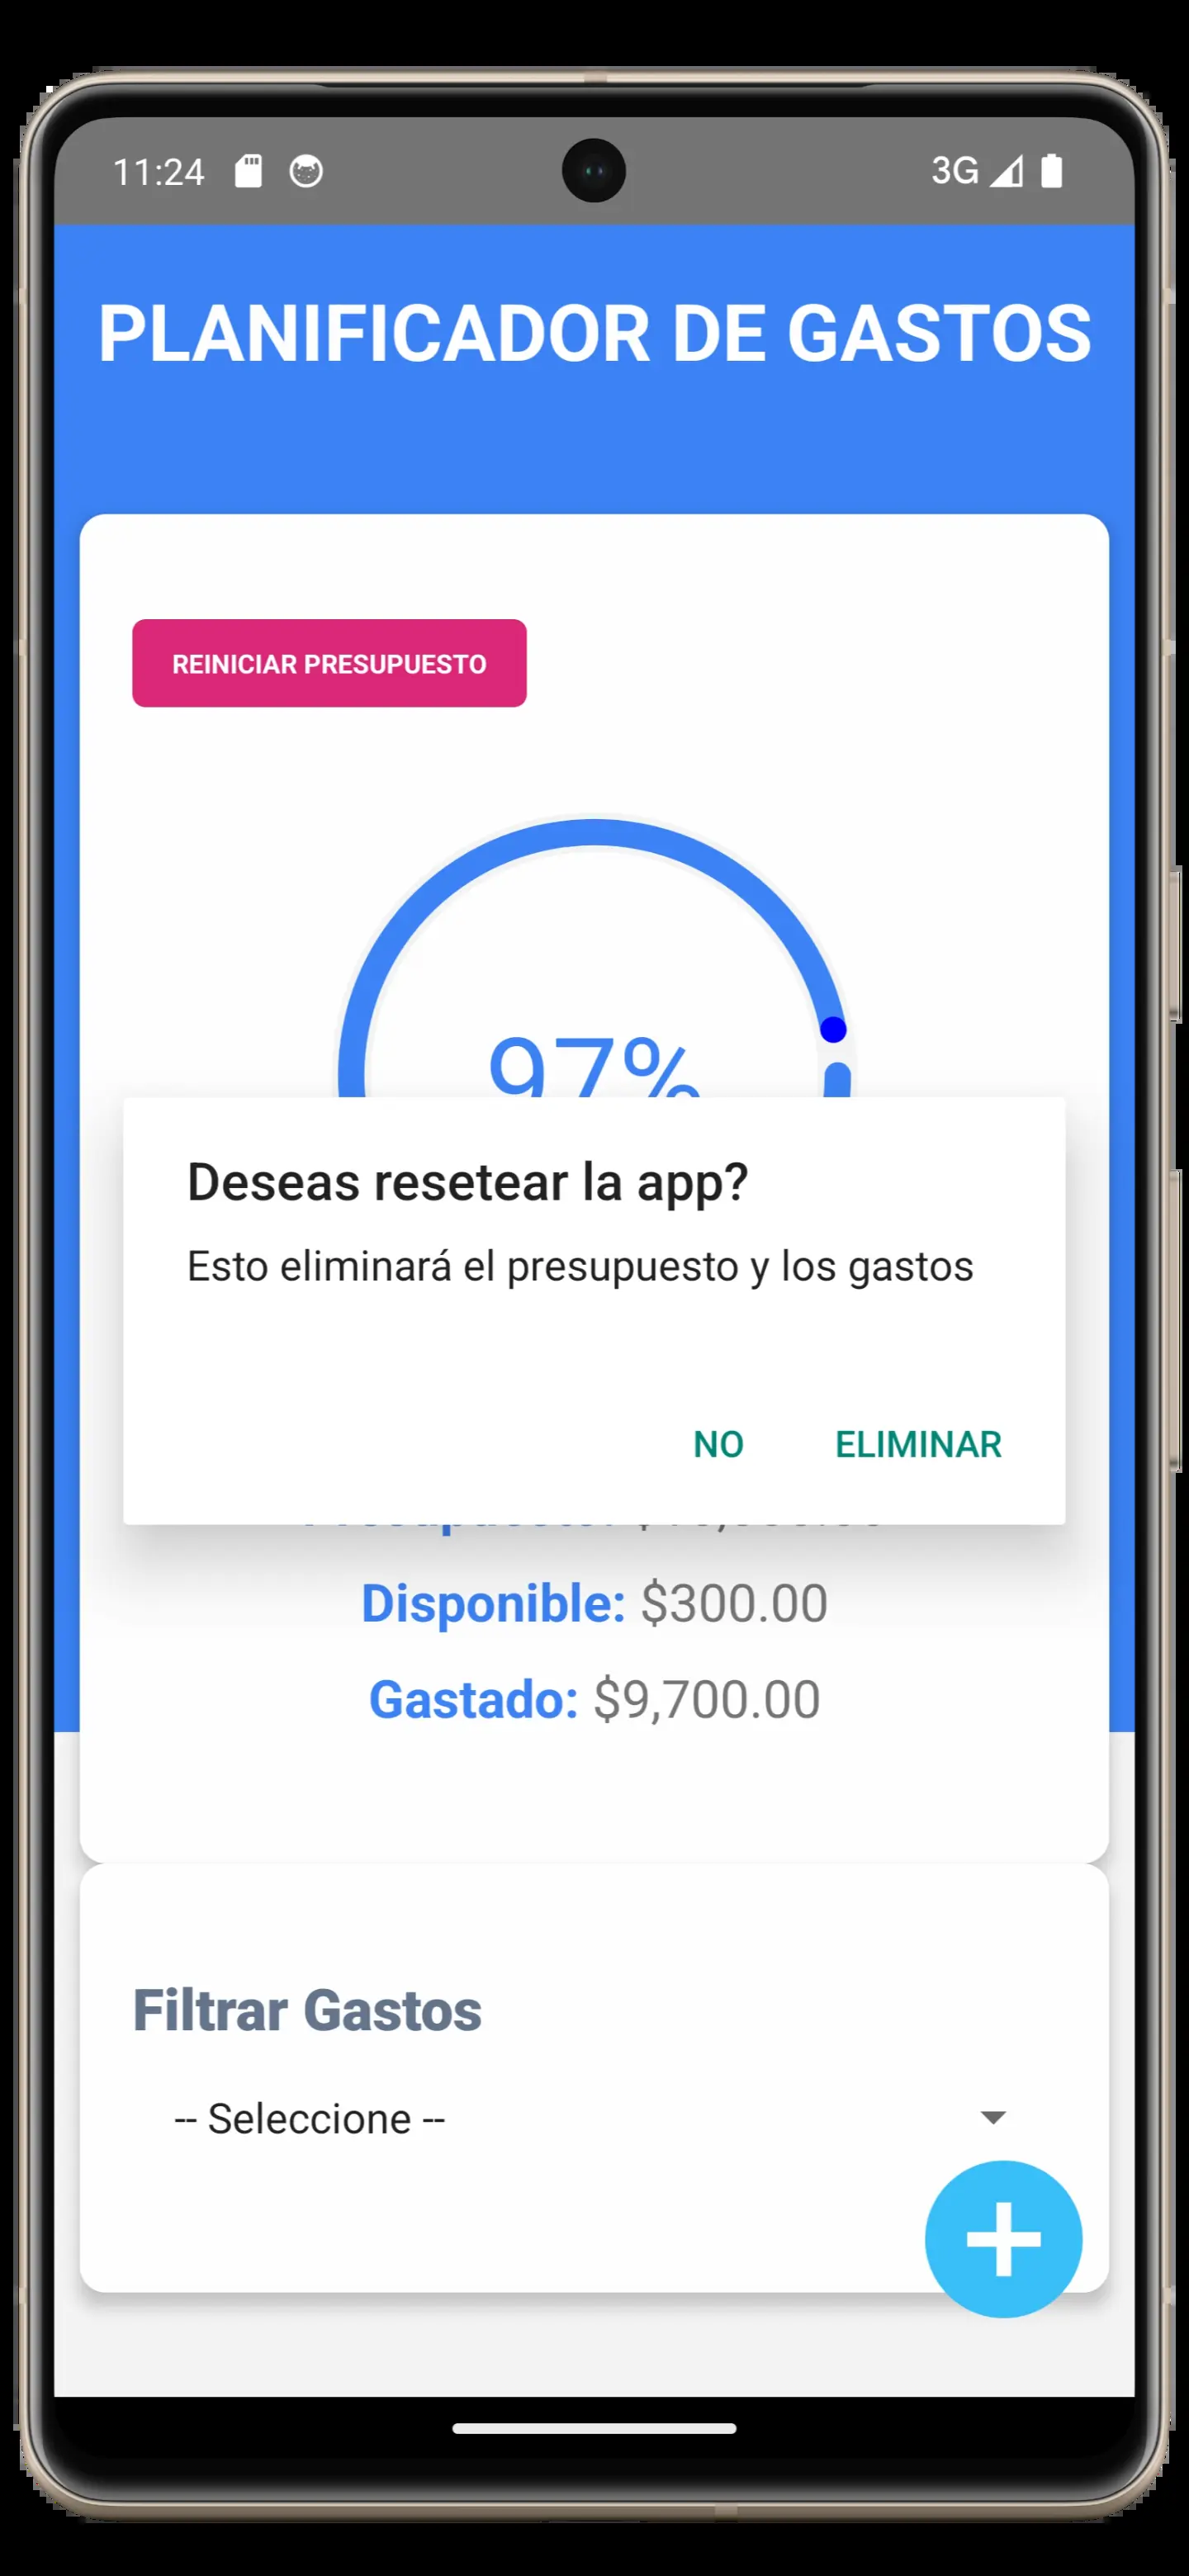 11:24
3G
PLANIFICADOR DE GASTOS
REINICIAR PRESUPUESTO
97%
Deseas resetear la app?
Esto eliminará el presupuesto y los gastos
NO ELIMINAR
Disponible: $300.00
Gastado: $9,700.00
Filtrar Gastos
-- Seleccione --